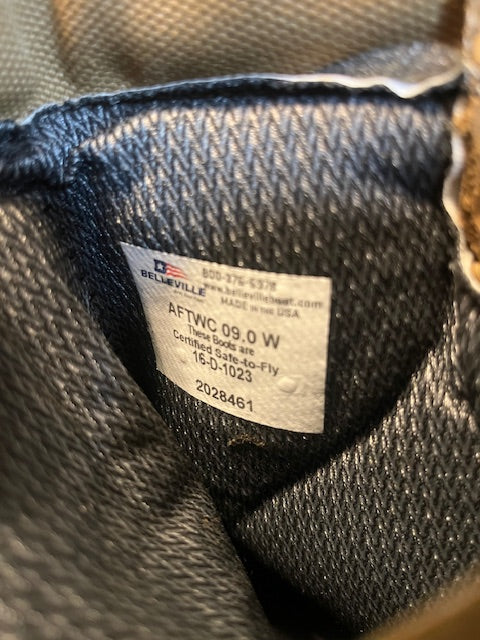 BELLEVILLE
800-376-6378
www.bellevilleboot.com
MADE IN THE USA
AFTWC 09.0 W
These Boots are
Certified Safe-to-Fly
16-D-1023
2028461